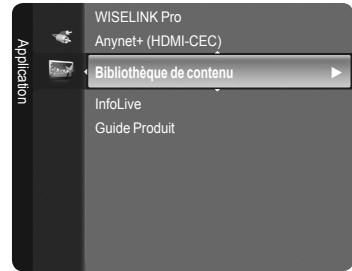 Application
WISELINK Pro
Anynet+ (HDMI-CEC)
Bibliothèque de contenu
InfoLive
Guide Produit